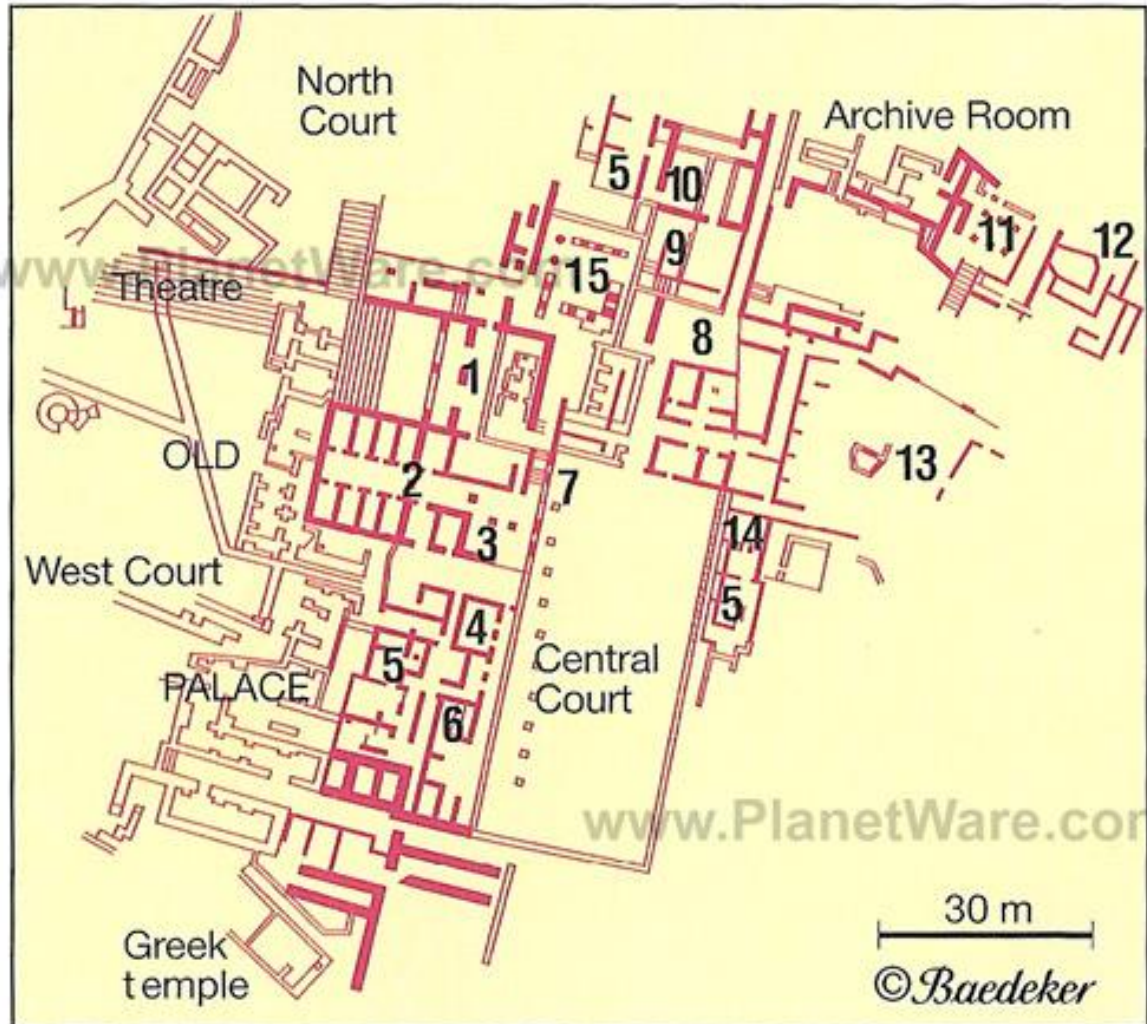 North
Court
Archive Room
5
10
11
12
9
15
www.PlanetWare.com
Theatre
8
1
OLD
2
13
7
3
14
West Court
5
4
Central
Court
5
PALACE
6
www.PlanetWare.com
30 m
Greek
temple
©Baedeker